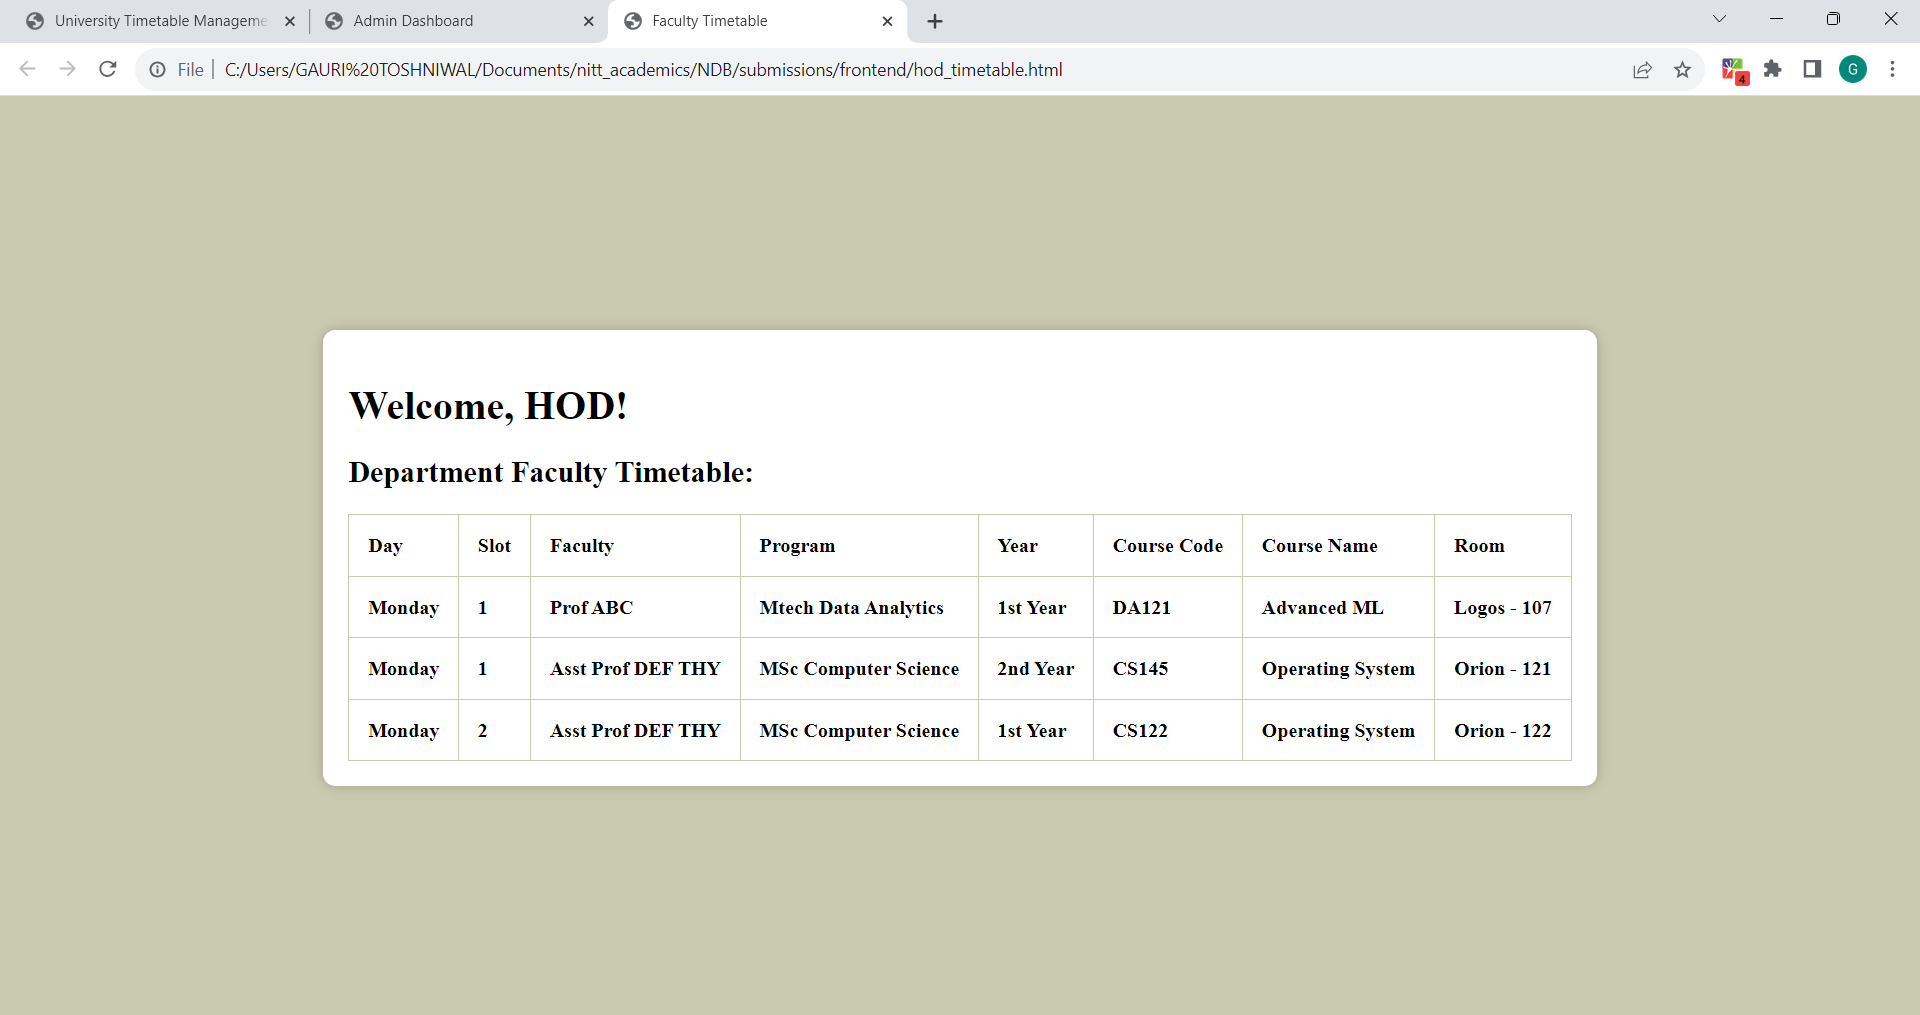 University Timetable Manageme
Admin Dashboard
Faculty Timetable
File
C:/Users/GAURI%20TOSHNIWAL/Documents/nitt_academics/NDB/submissions/frontend/hod_timetable.html
4
G
Welcome, HOD!
Department Faculty Timetable:
Day Slot Faculty Program Year Course Code Course Name Room
Monday 1 Prof ABC Mtech Data Analytics 1st Year DA121 Advanced ML Logos - 107
Monday 1 Asst Prof DEF THY MSc Computer Science 2nd Year CS145 Operating System Orion - 121
Monday 2 Asst Prof DEF THY MSc Computer Science 1st Year CS122 Operating System Orion - 122